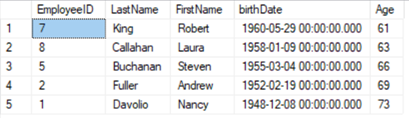 EmployeeID LastName FirstName birthDate Age
1 7 King Robert 1960-05-29 00:00:00.000 61
2 8 Callahan Laura 1958-01-09 00:00:00.000 63
3 5 Buchanan Steven 1955-03-04 00:00:00.000 66
4 2 Fuller Andrew 1952-02-19 00:00:00.000 69
5 1 Davolio Nancy 1948-12-08 00:00:00.000 73